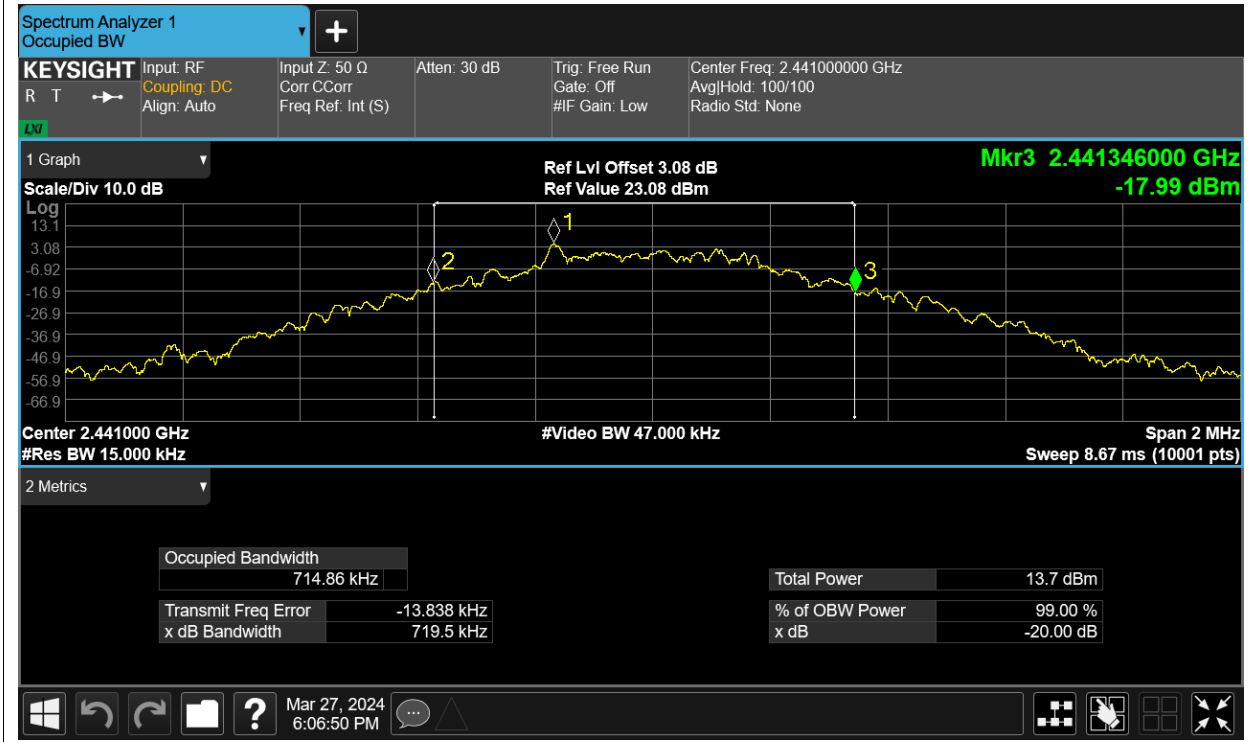 Spectrum Analyzer 1
Occupied BW
KEYSIGHT
R T
LXI
Input: RF
Coupling: DC
Align: Auto
Input Z: 50 Ω
Corr CCorr
Freq Ref: Int (S)
Atten: 30 dB
Trig: Free Run
Gate: Off
#IF Gain: Low
Center Freq: 2.441000000 GHz
Avg|Hold: 100/100
Radio Std: None
1 Graph
Scale/Div 10.0 dB
Ref Lvl Offset 3.08 dB
Ref Value 23.08 dBm
Mkr3 2.441346000 GHz
-17.99 dBm
Log
13.1
3.08
-6.92
-16.9
-26.9
-36.9
-46.9
-56.9
-66.9
1
2
3
Center 2.441000 GHz
#Video BW 47.000 kHz
Span 2 MHz
#Res BW 15.000 kHz
Sweep 8.67 ms (10001 pts)
2 Metrics
Occupied Bandwidth
714.86 kHz
Total Power 13.7 dBm
Transmit Freq Error -13.838 kHz
% of OBW Power 99.00 %
x dB Bandwidth 719.5 kHz
x dB -20.00 dB
?
Mar 27, 2024
6:06:50 PM